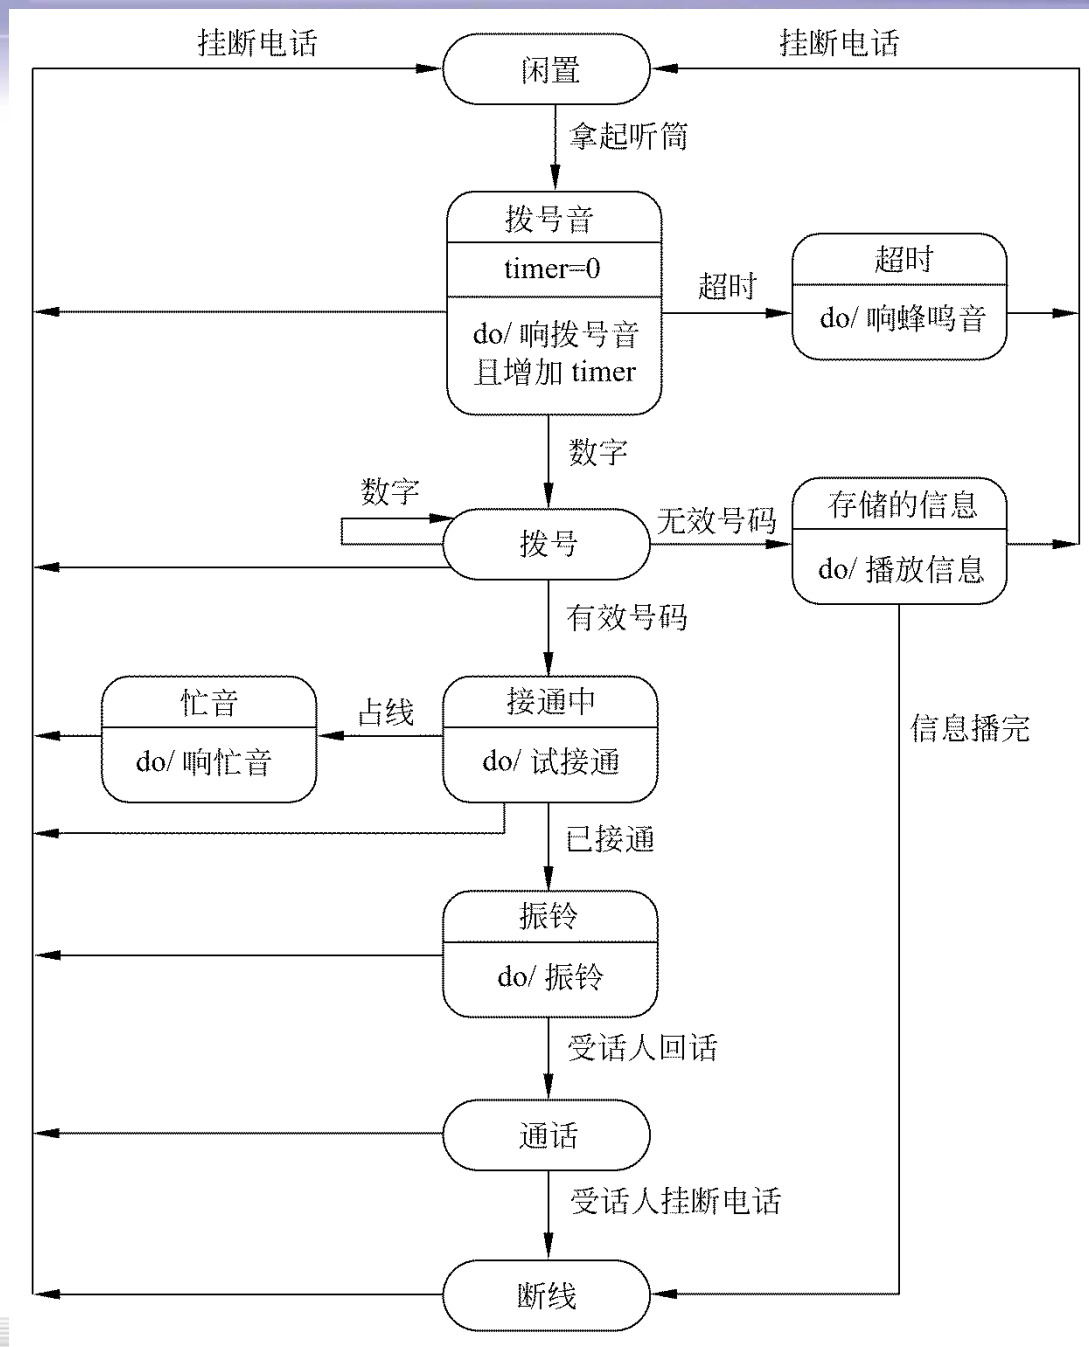 挂断电话
闲置
挂断电话
拿起听筒
拨号音
timer=0
do/ 响拨号音
且增加 timer
超时
超时
do/ 响蜂鸣音
数字
数字
拨号
无效号码
存储的信息
do/ 播放信息
有效号码
忙音
do/ 响忙音
占线
接通中
do/ 试接通
信息播完
已接通
振铃
do/ 振铃
受话人回话
通话
受话人挂断电话
断线